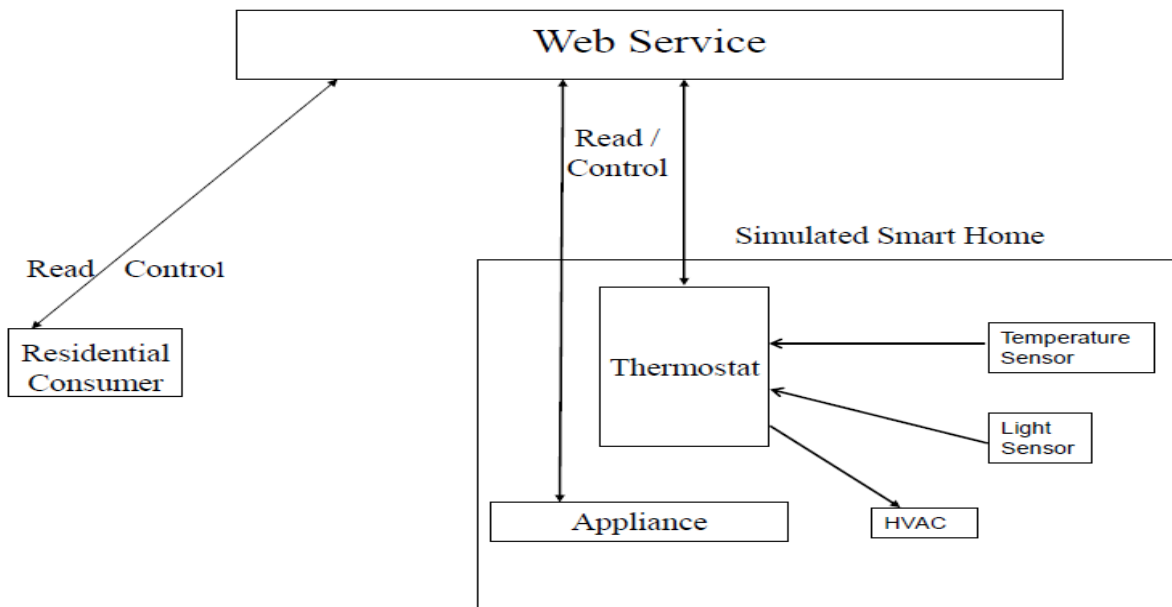 Web Service
Read /
Control
Simulated Smart Home
Read Control
Residential
Consumer
Thermostat
Temperature
Sensor
Light
Sensor
Appliance
HVAC